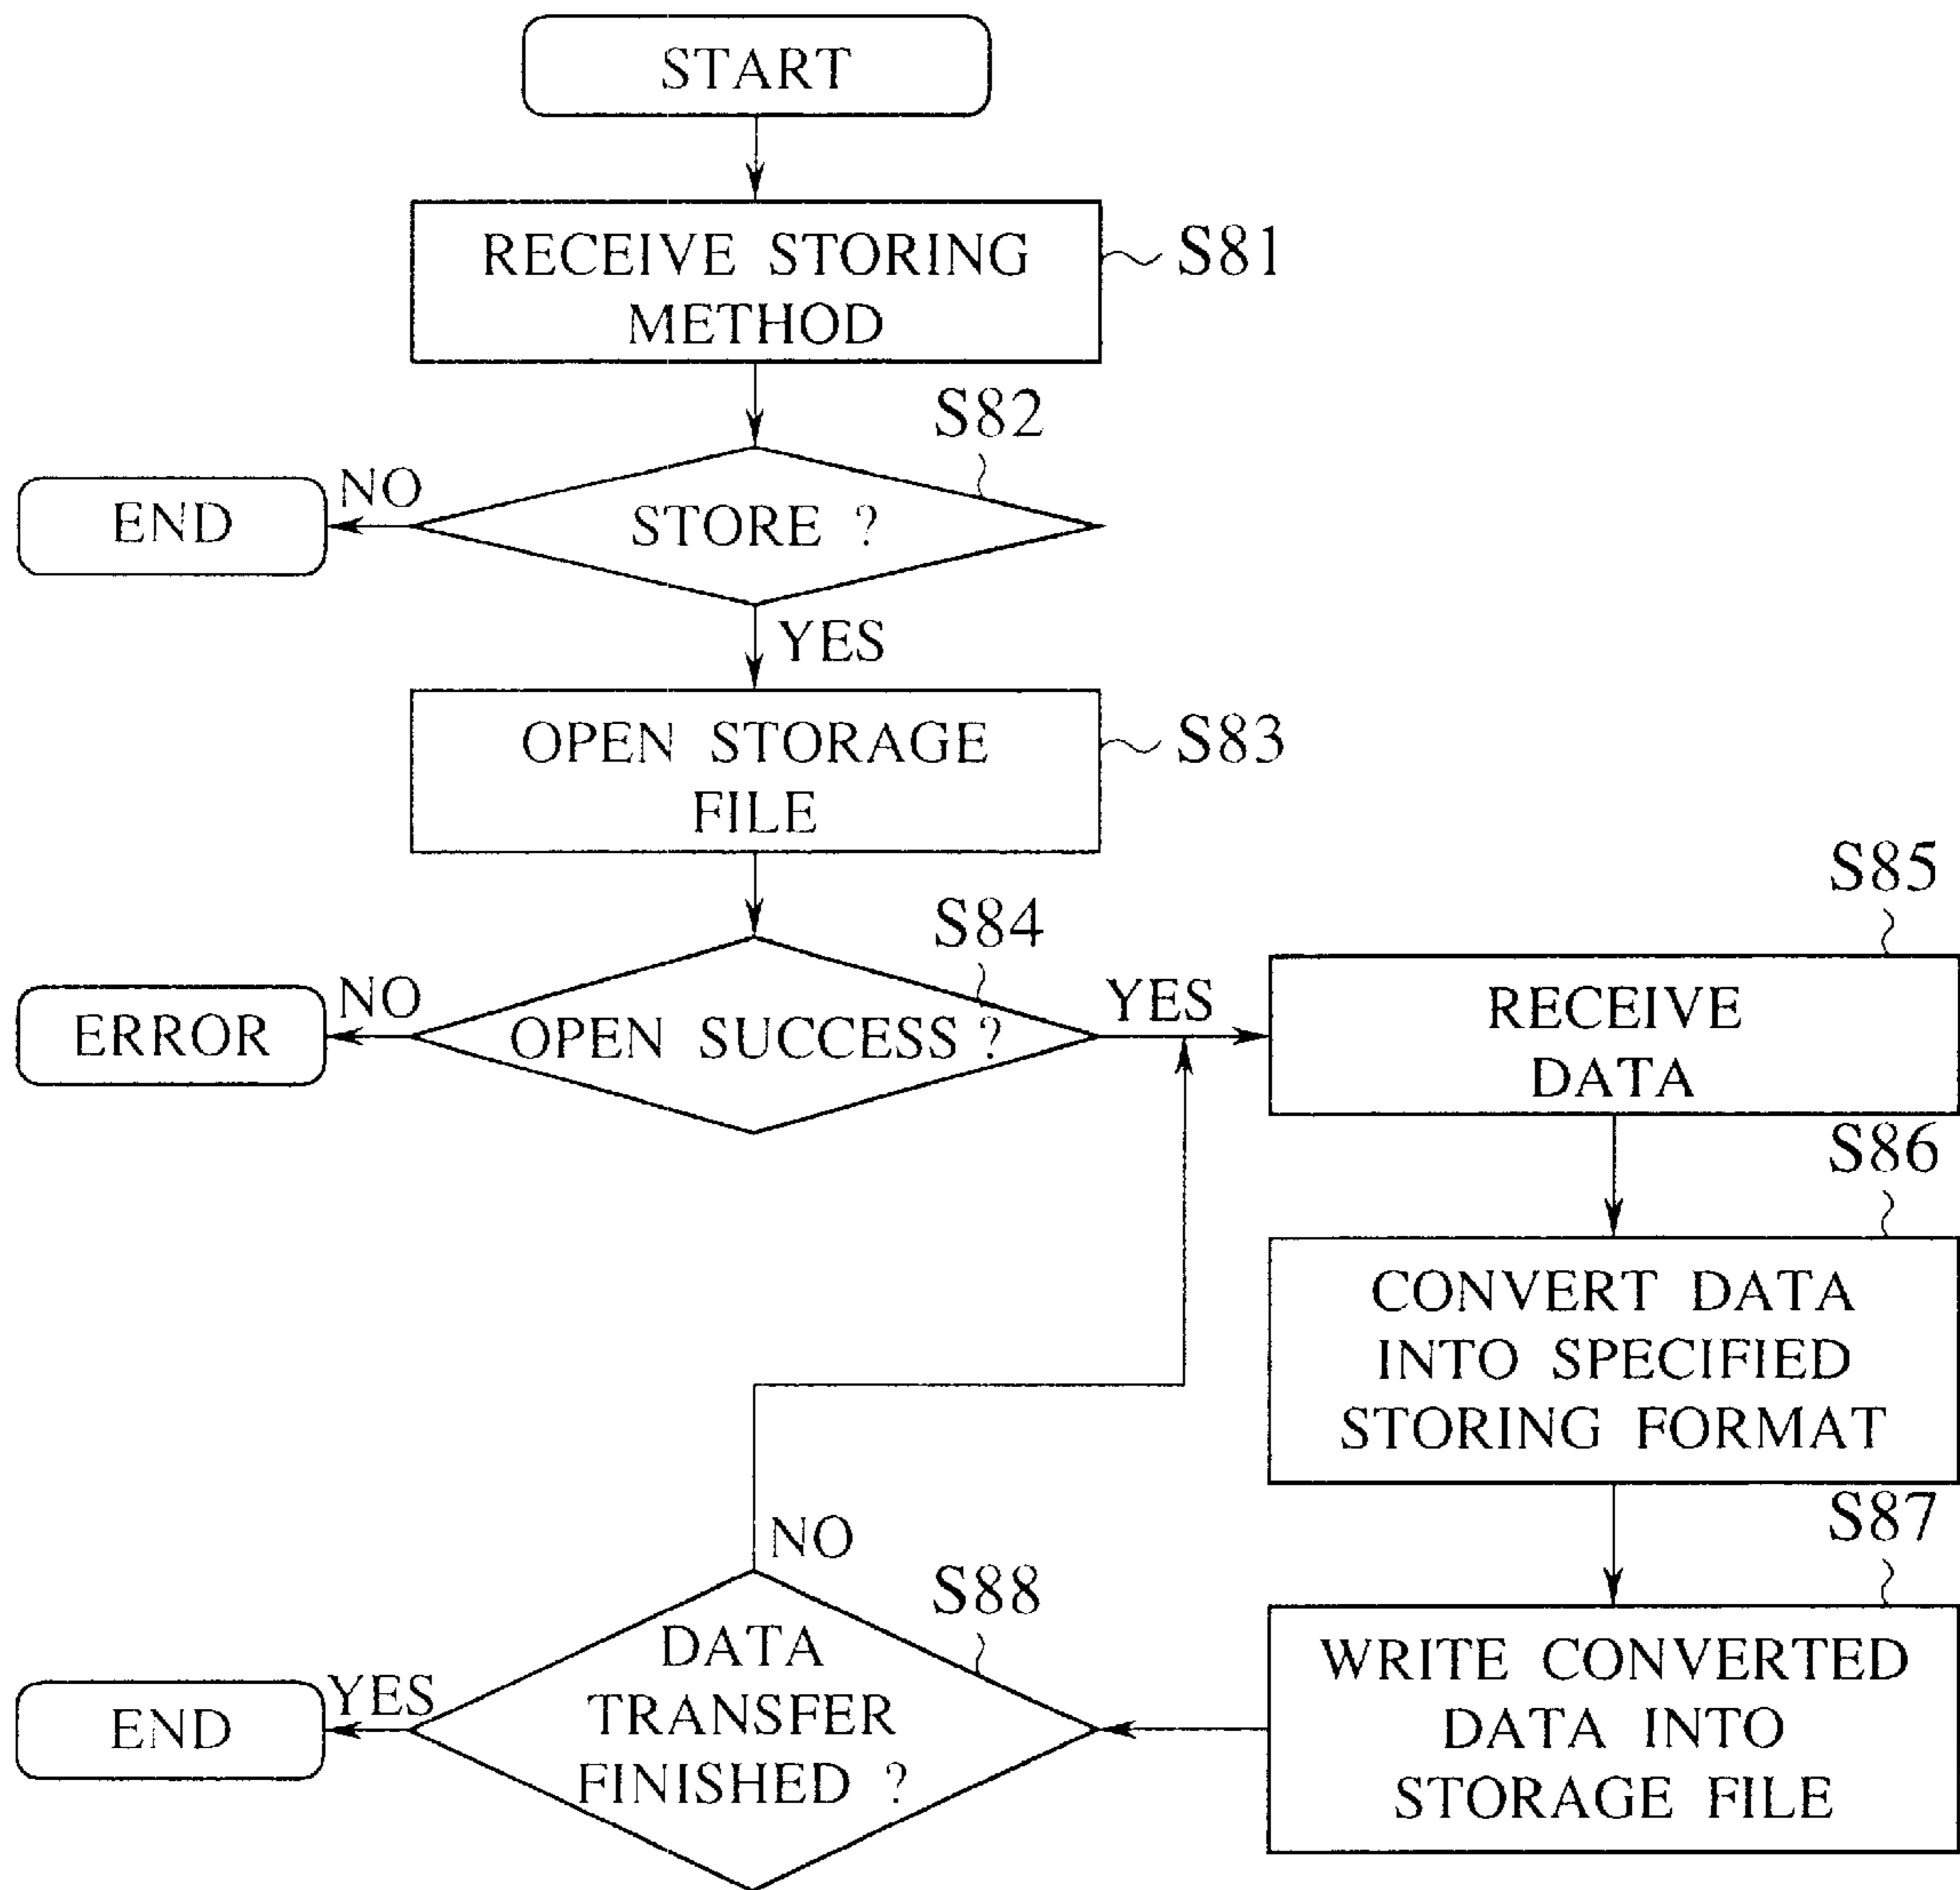 START
RECEIVE STORING
METHOD
S81
S82
NO
END
STORE ?
YES
OPEN STORAGE
FILE
S83
S84
NO
ERROR
OPEN SUCCESS ?
YES
S85
RECEIVE
DATA
S86
CONVERT DATA
INTO SPECIFIED
STORING FORMAT
S87
WRITE CONVERTED
DATA INTO
STORAGE FILE
S88
NO
DATA
TRANSFER
FINISHED ?
YES
END